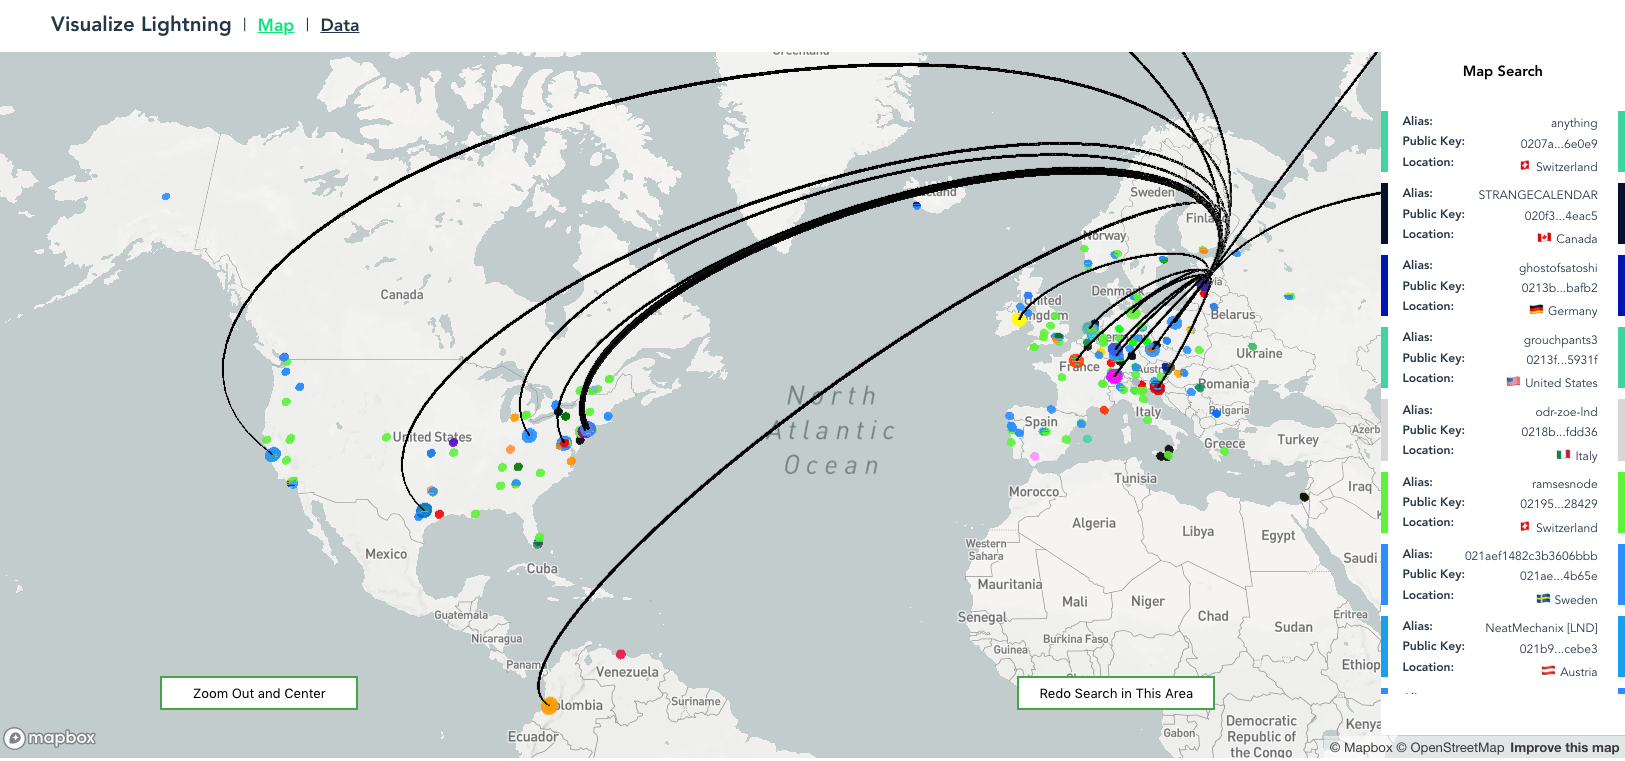 Visualize Lightning | Map | Data
Greenland
Map Search
Alias: anything
Public Key: 0207a...6e0e9
Location: Switzerland
Alias: STRANGECALENDAR
Public Key: 020f3...4eac5
Location: Canada
Alias: ghostofsatoshi
Public Key: 0213b...bafb2
Location: Germany
Alias: grouchpants3
Public Key: 0213f...5931f
Location: United States
Alias: odr-zoe-lnd
Public Key: 0218b...fdd36
Location: Italy
Alias: ramsesnode
Public Key: 02195...28429
Location: Switzerland
Alias: 021aef1482c3b3606bbb
Public Key: 021ae...4b65e
Location: Sweden
Alias: NeatMechanix [LND]
Public Key: 021b9...cebe3
Location: Austria
Sweden
Norway
United
Denmark
Belarus
Canada
Ukraine
France
Romania
Italy
Bulgaria
North
Atlantic
Ocean
Spain
United States
Greece
Turkey
Tunisia
Morocco
Iraq
Algeria
Libya
Egypt
Western
Sahara
Saudi
Mexico
Cuba
Mauritania
Mali
Niger
Chad
Sudan
Eritrea
Guatemala
Senegal
Nicaragua
Burkina Faso
Guinea
Panama
Venezuela
Ethiop
Suriname
Zoom Out and Center
Redo Search in This Area
lombia
Ecuador
Gabon
Democratic
Republic of
the Congo
Kenya
mapbox
© Mapbox © OpenStreetMap Improve this map